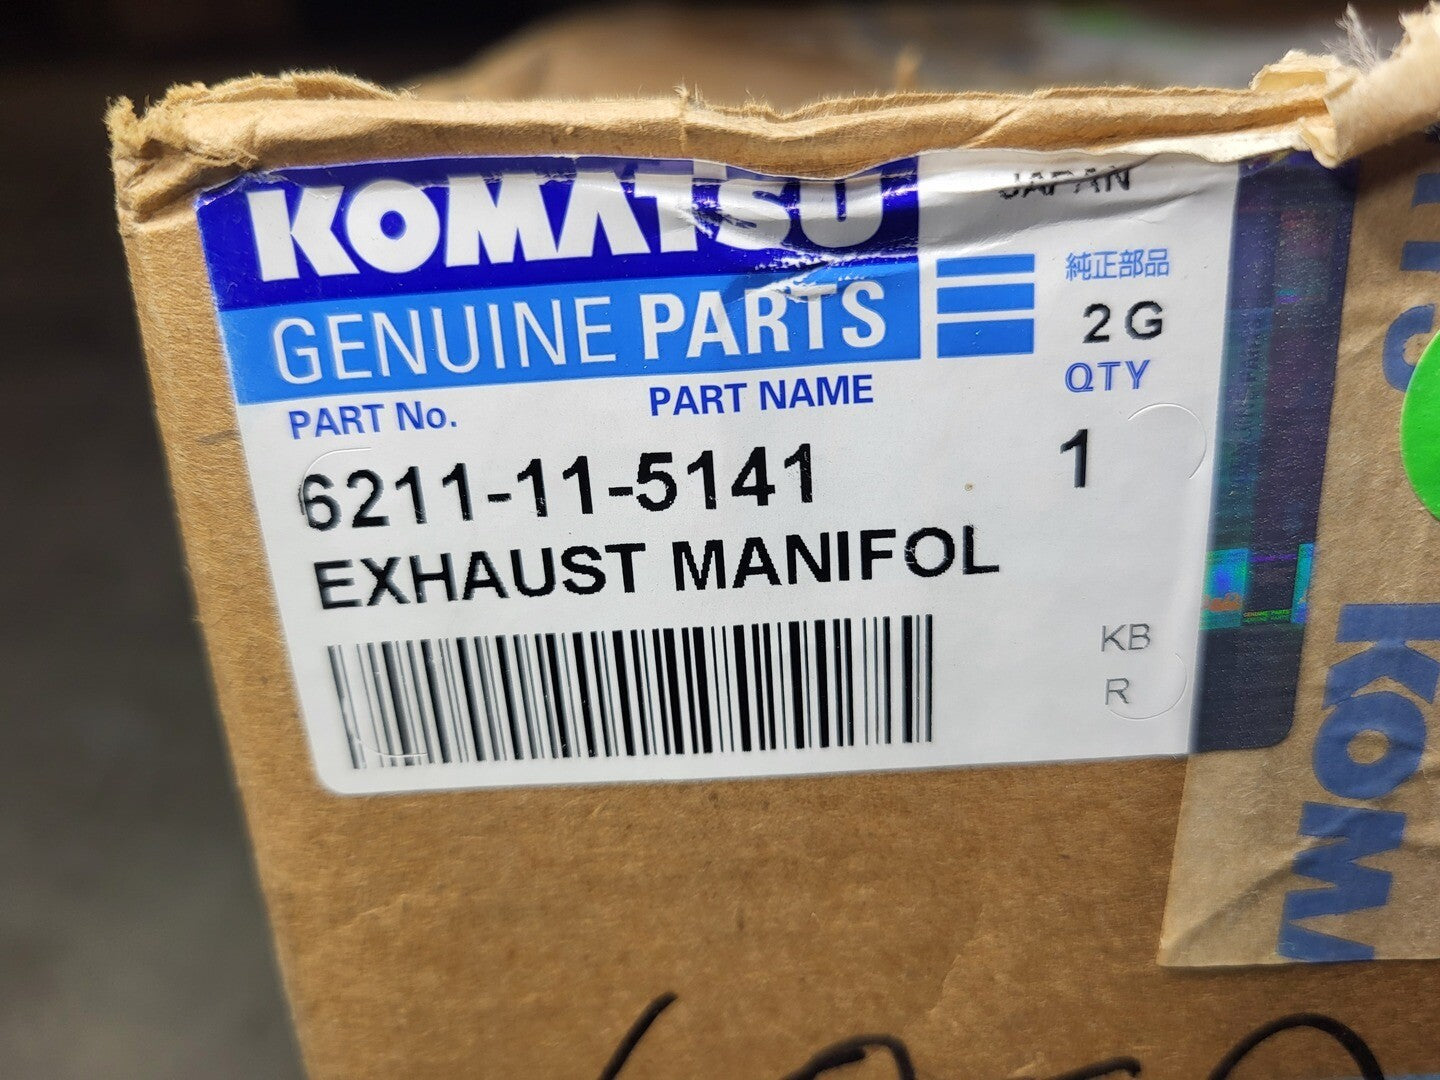 KOMATSU
JAPAN
GENUINE PARTS
純正部品
2G
PART No.
PART NAME
QTY
6211-11-5141
1
EXHAUST MANIFOL
KB
R
KOM